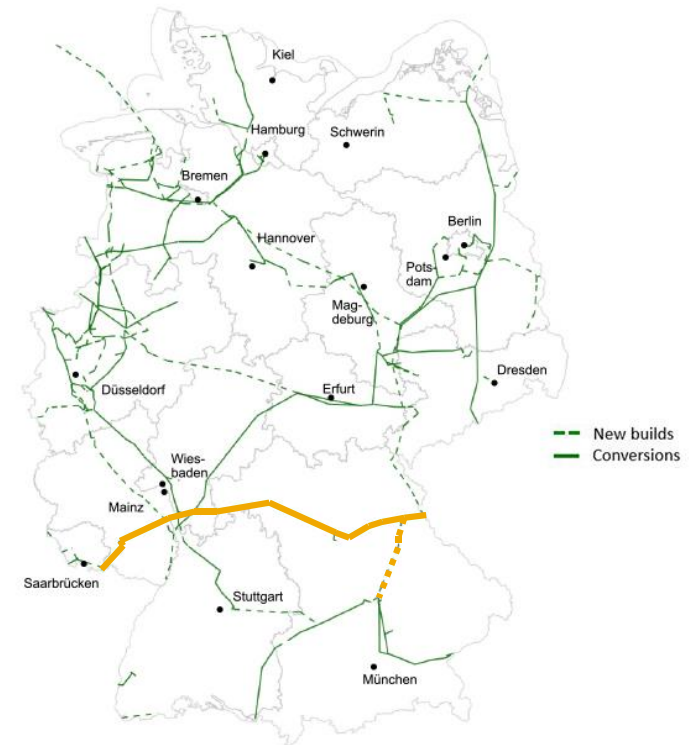 Kiel
Hamburg
Schwerin
Bremen
Berlin
Hannover
Pots-
dam
Mag-
deburg
Dresden
Düsseldorf
Erfurt
New builds
Conversions
Wies-
baden
Mainz
Saarbrücken
Stuttgart
München